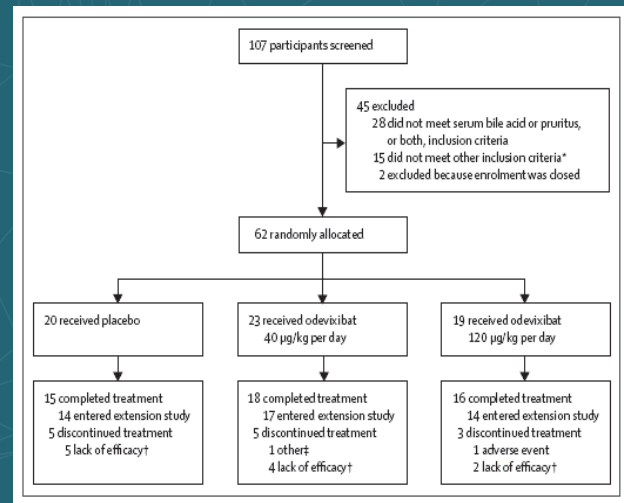 107 participants screened
45 excluded
28 did not meet serum bile acid or pruritus,
or both, inclusion criteria
15 did not meet other inclusion criteria*
2 excluded because enrolment was closed
62 randomly allocated
20 received placebo
23 received odevixibat
40 µg/kg per day
19 received odevixibat
120 µg/kg per day
15 completed treatment
14 entered extension study
5 discontinued treatment
5 lack of efficacy†
18 completed treatment
17 entered extension study
5 discontinued treatment
1 other‡
4 lack of efficacy†
16 completed treatment
14 entered extension study
3 discontinued treatment
1 adverse event
2 lack of efficacy†